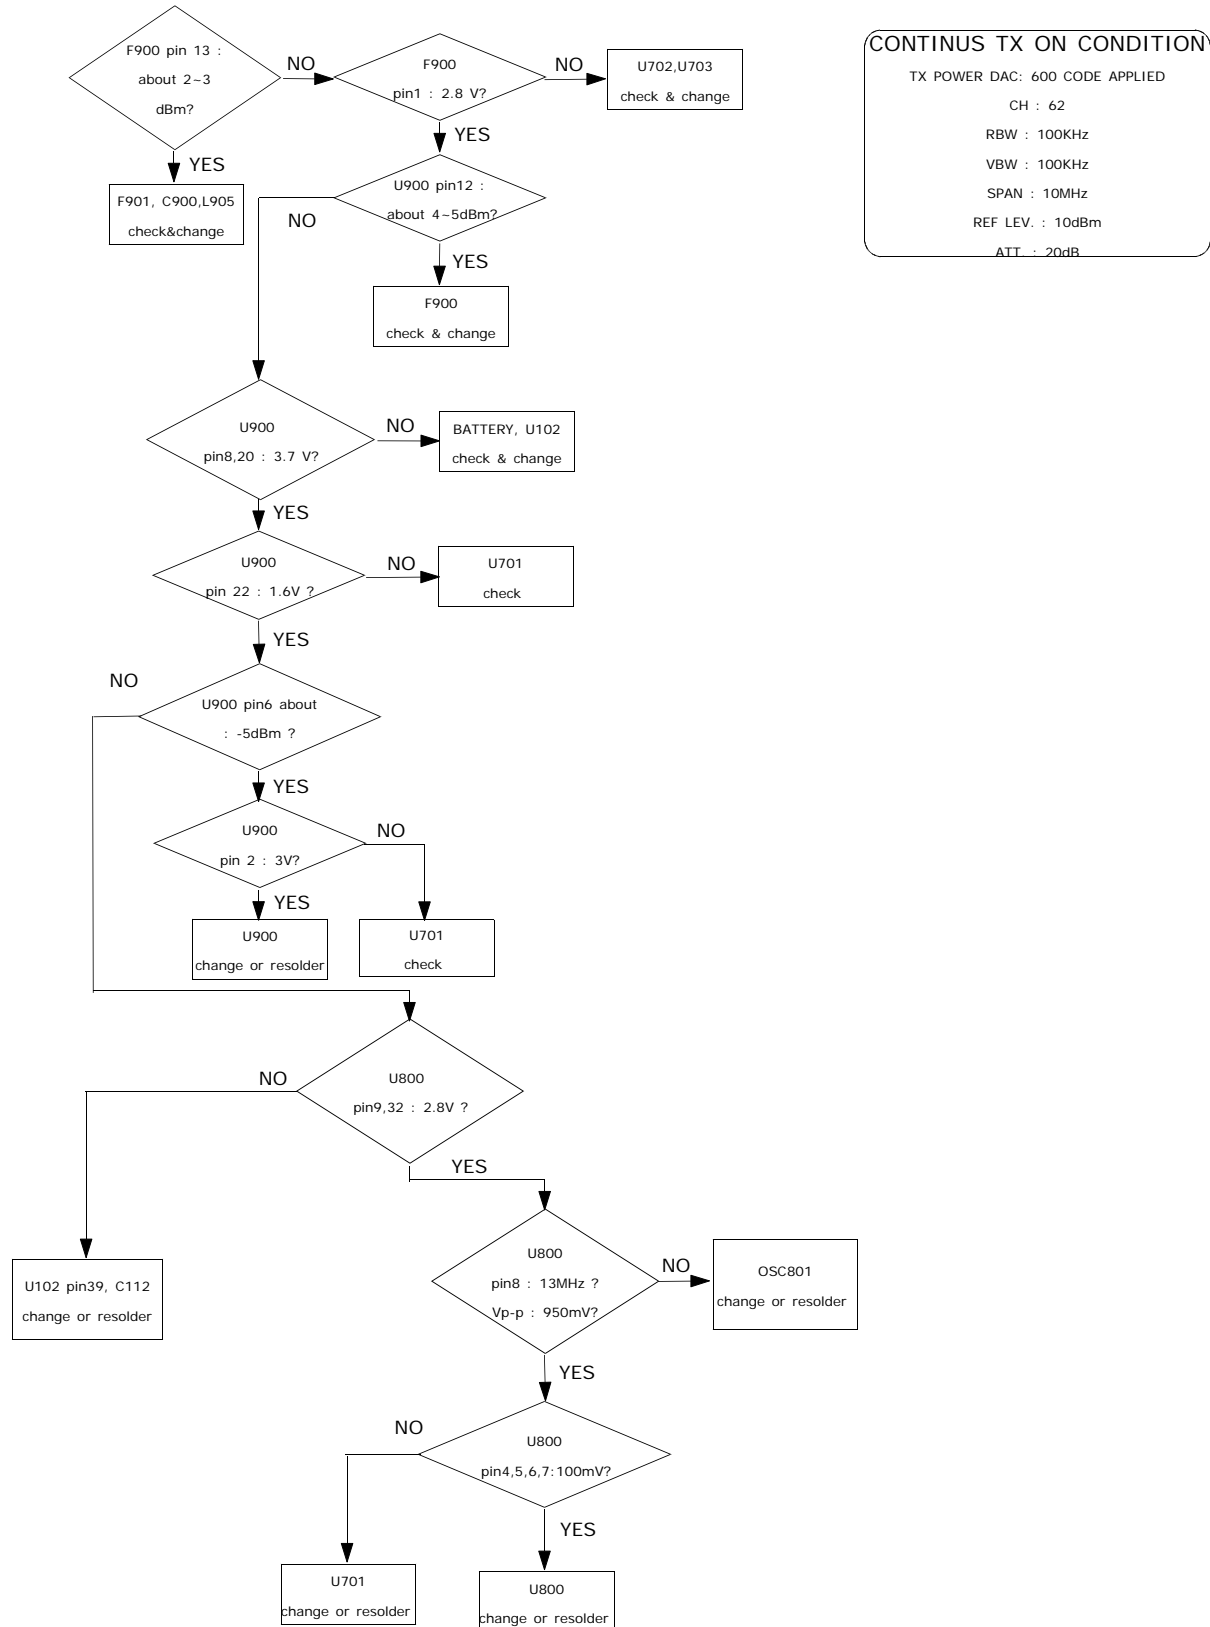 F900 pin 13 :
about 2~3
dBm?
NO
F900
pin1 : 2.8 V?
NO
U702,U703
check & change
CONTINUS TX ON CONDITION
TX POWER DAC: 600 CODE APPLIED
CH : 62
RBW : 100KHz
VBW : 100KHz
SPAN : 10MHz
REF LEV. : 10dBm
ATT. : 20dB
YES
YES
F901, C900,L905
check&change
U900 pin12 :
about 4~5dBm?
NO
YES
F900
check & change
U900
pin8,20 : 3.7 V?
NO
BATTERY, U102
check & change
YES
U900
pin 22 : 1.6V ?
NO
U701
check
YES
NO
U900 pin6 about
: -5dBm ?
YES
U900
pin 2 : 3V?
NO
YES
U900
change or resolder
U701
check
NO
U800
pin9,32 : 2.8V ?
YES
U102 pin39, C112
change or resolder
U800
pin8 : 13MHz ?
Vp-p : 950mV?
NO
OSC801
change or resolder
YES
NO
U800
pin4,5,6,7:100mV?
YES
U701
change or resolder
U800
change or resolder